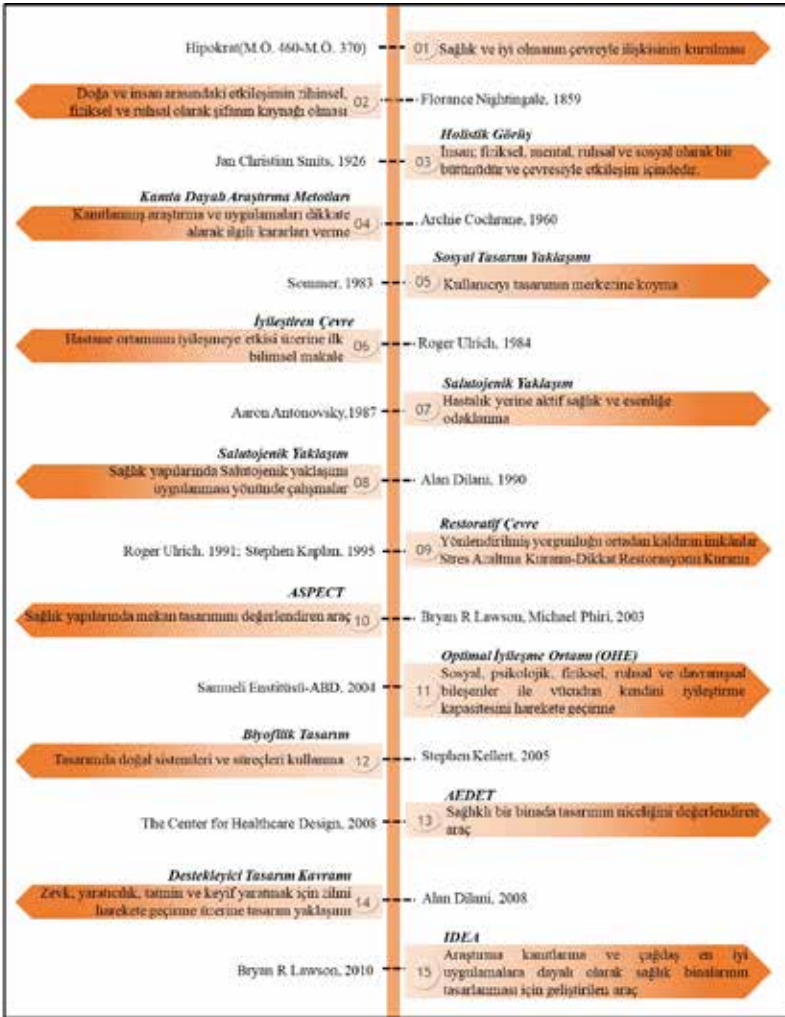 Hipokrat(M.Ö. 460-M.Ö. 370)
01 Sağlık ve iyi olmanın çevreyle ilişkisinin kurulması
Doğa ve insan arasındaki etkileşimin zihinsel,
fiziksel ve ruhsal olarak şifanın kaynağı olması
02
Florance Nightingale, 1859
Holistik Görüş
Jan Christian Smits, 1926
03
İnsan; fiziksel, mental, ruhsal ve sosyal olarak bir
bütünüdür ve çevresiyle etkileşim içindedir.
Kanıta Dayalı Araştırma Metotları
Kanıtlanmış araştırma ve uygulamaları dikkate
alarak ilgili kararları verme
04
Archie Cochrane, 1960
Sosyal Tasarım Yaklaşımı
Sommer, 1983
05 Kullanıcıyı tasarımın merkezine koyma
İyileştiren Çevre
Hastane ortamının iyileşmeye etkisi üzerine ilk
bilimsel makale
06
Roger Ulrich, 1984
Salutojenik Yaklaşım
Aaron Antonovsky,1987
07
Hastalık yerine aktif sağlık ve esenliğe
odaklanma
Salutojenik Yaklaşım
Sağlık yapılarında Salutojenik yaklaşımı
uygulanması yönünde çalışmalar
08
Alan Dilani, 1990
Restoratif Çevre
Roger Ulrich, 1991; Stephen Kaplan, 1995
09
Yönlendirilmiş yorgunluğu ortadan kaldıran imkânlar
Stres Azaltma Kuramı-Dikkat Restorasyonu Kuramı
ASPECT
Sağlık yapılarında mekan tasarımını değerlendiren araç 10
Bryan R Lawson, Michael Phiri, 2003
Optimal İyileşme Ortamı (OHE)
Samueli Enstitüsü-ABD, 2004
11
Sosyal, psikolojik, fiziksel, ruhsal ve davranışsal
bileşenler ile vücudun kendini iyileştirme
kapasitesini harekete geçirme
Biyofilik Tasarım
Tasarımda doğal sistemleri ve süreçleri kullanma 12
Stephen Kellert, 2005
AEDET
The Center for Healthcare Design, 2008
13
Sağlıklı bir binada tasarımın niceliğini değerlendiren
araç
Destekleyici Tasarım Kavramı
Zevk, yaratıcılık, tatmin ve keyif yaratmak için zihni
harekete geçirme üzerine tasarım yaklaşımı
14
Alan Dilani, 2008
IDEA
Bryan R Lawson, 2010
15
Araştırma kanıtlarına ve çağdaş en iyi
uygulamalara dayalı olarak sağlık binalarının
tasarlanması için geliştirilen araç